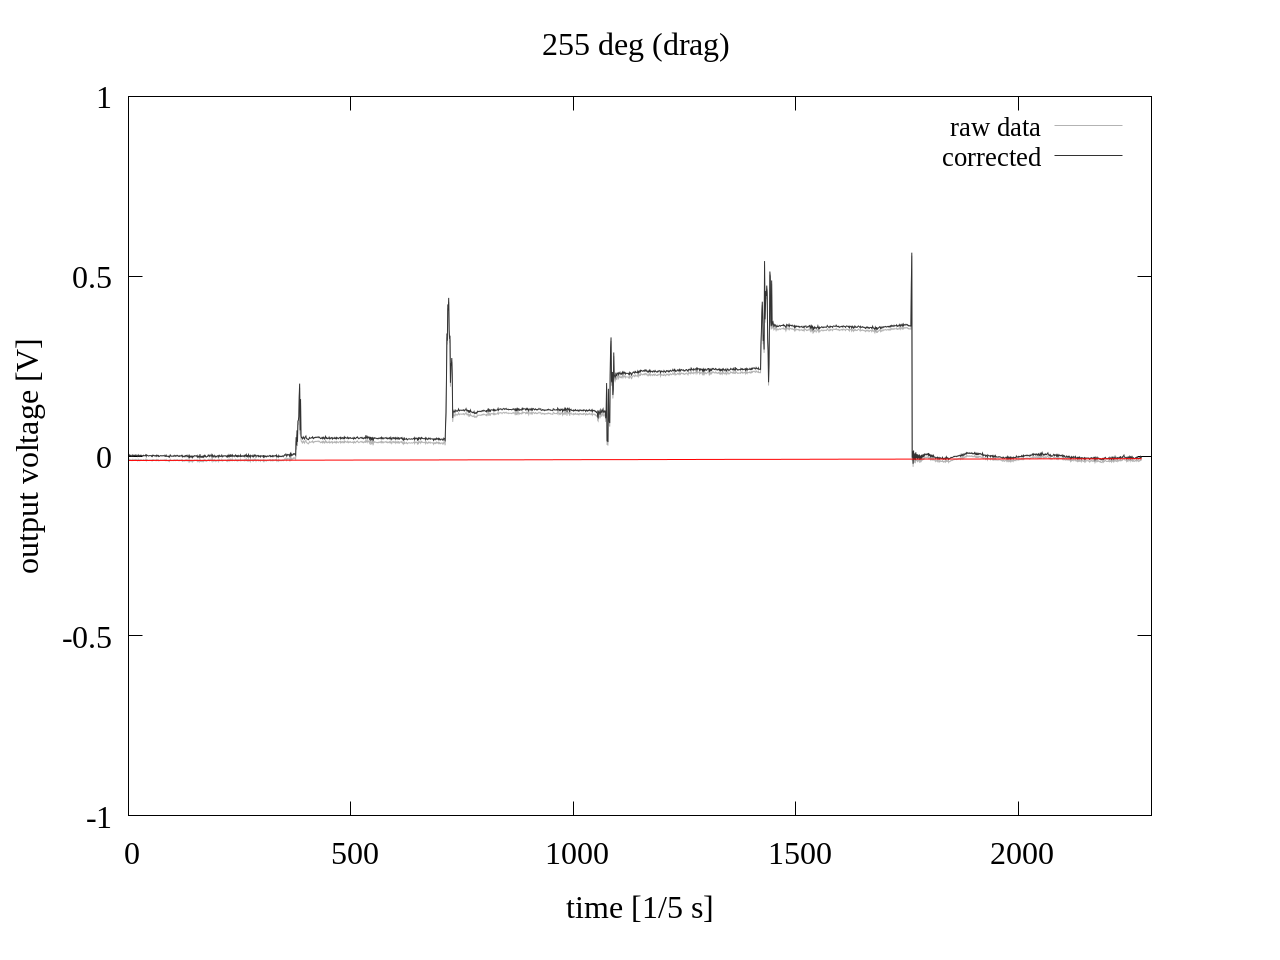 255 deg (drag)
1
raw data
corrected
0.5
0
-0.5
-1
output voltage [V]
0 500 1000 1500 2000
time [1/5 s]